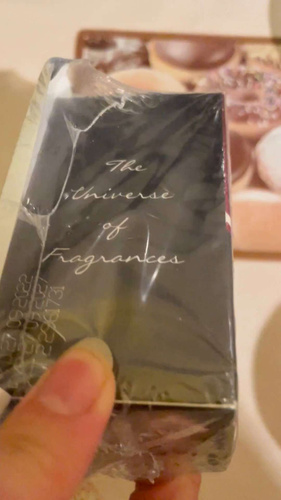 The
Universe
of
Fragrances